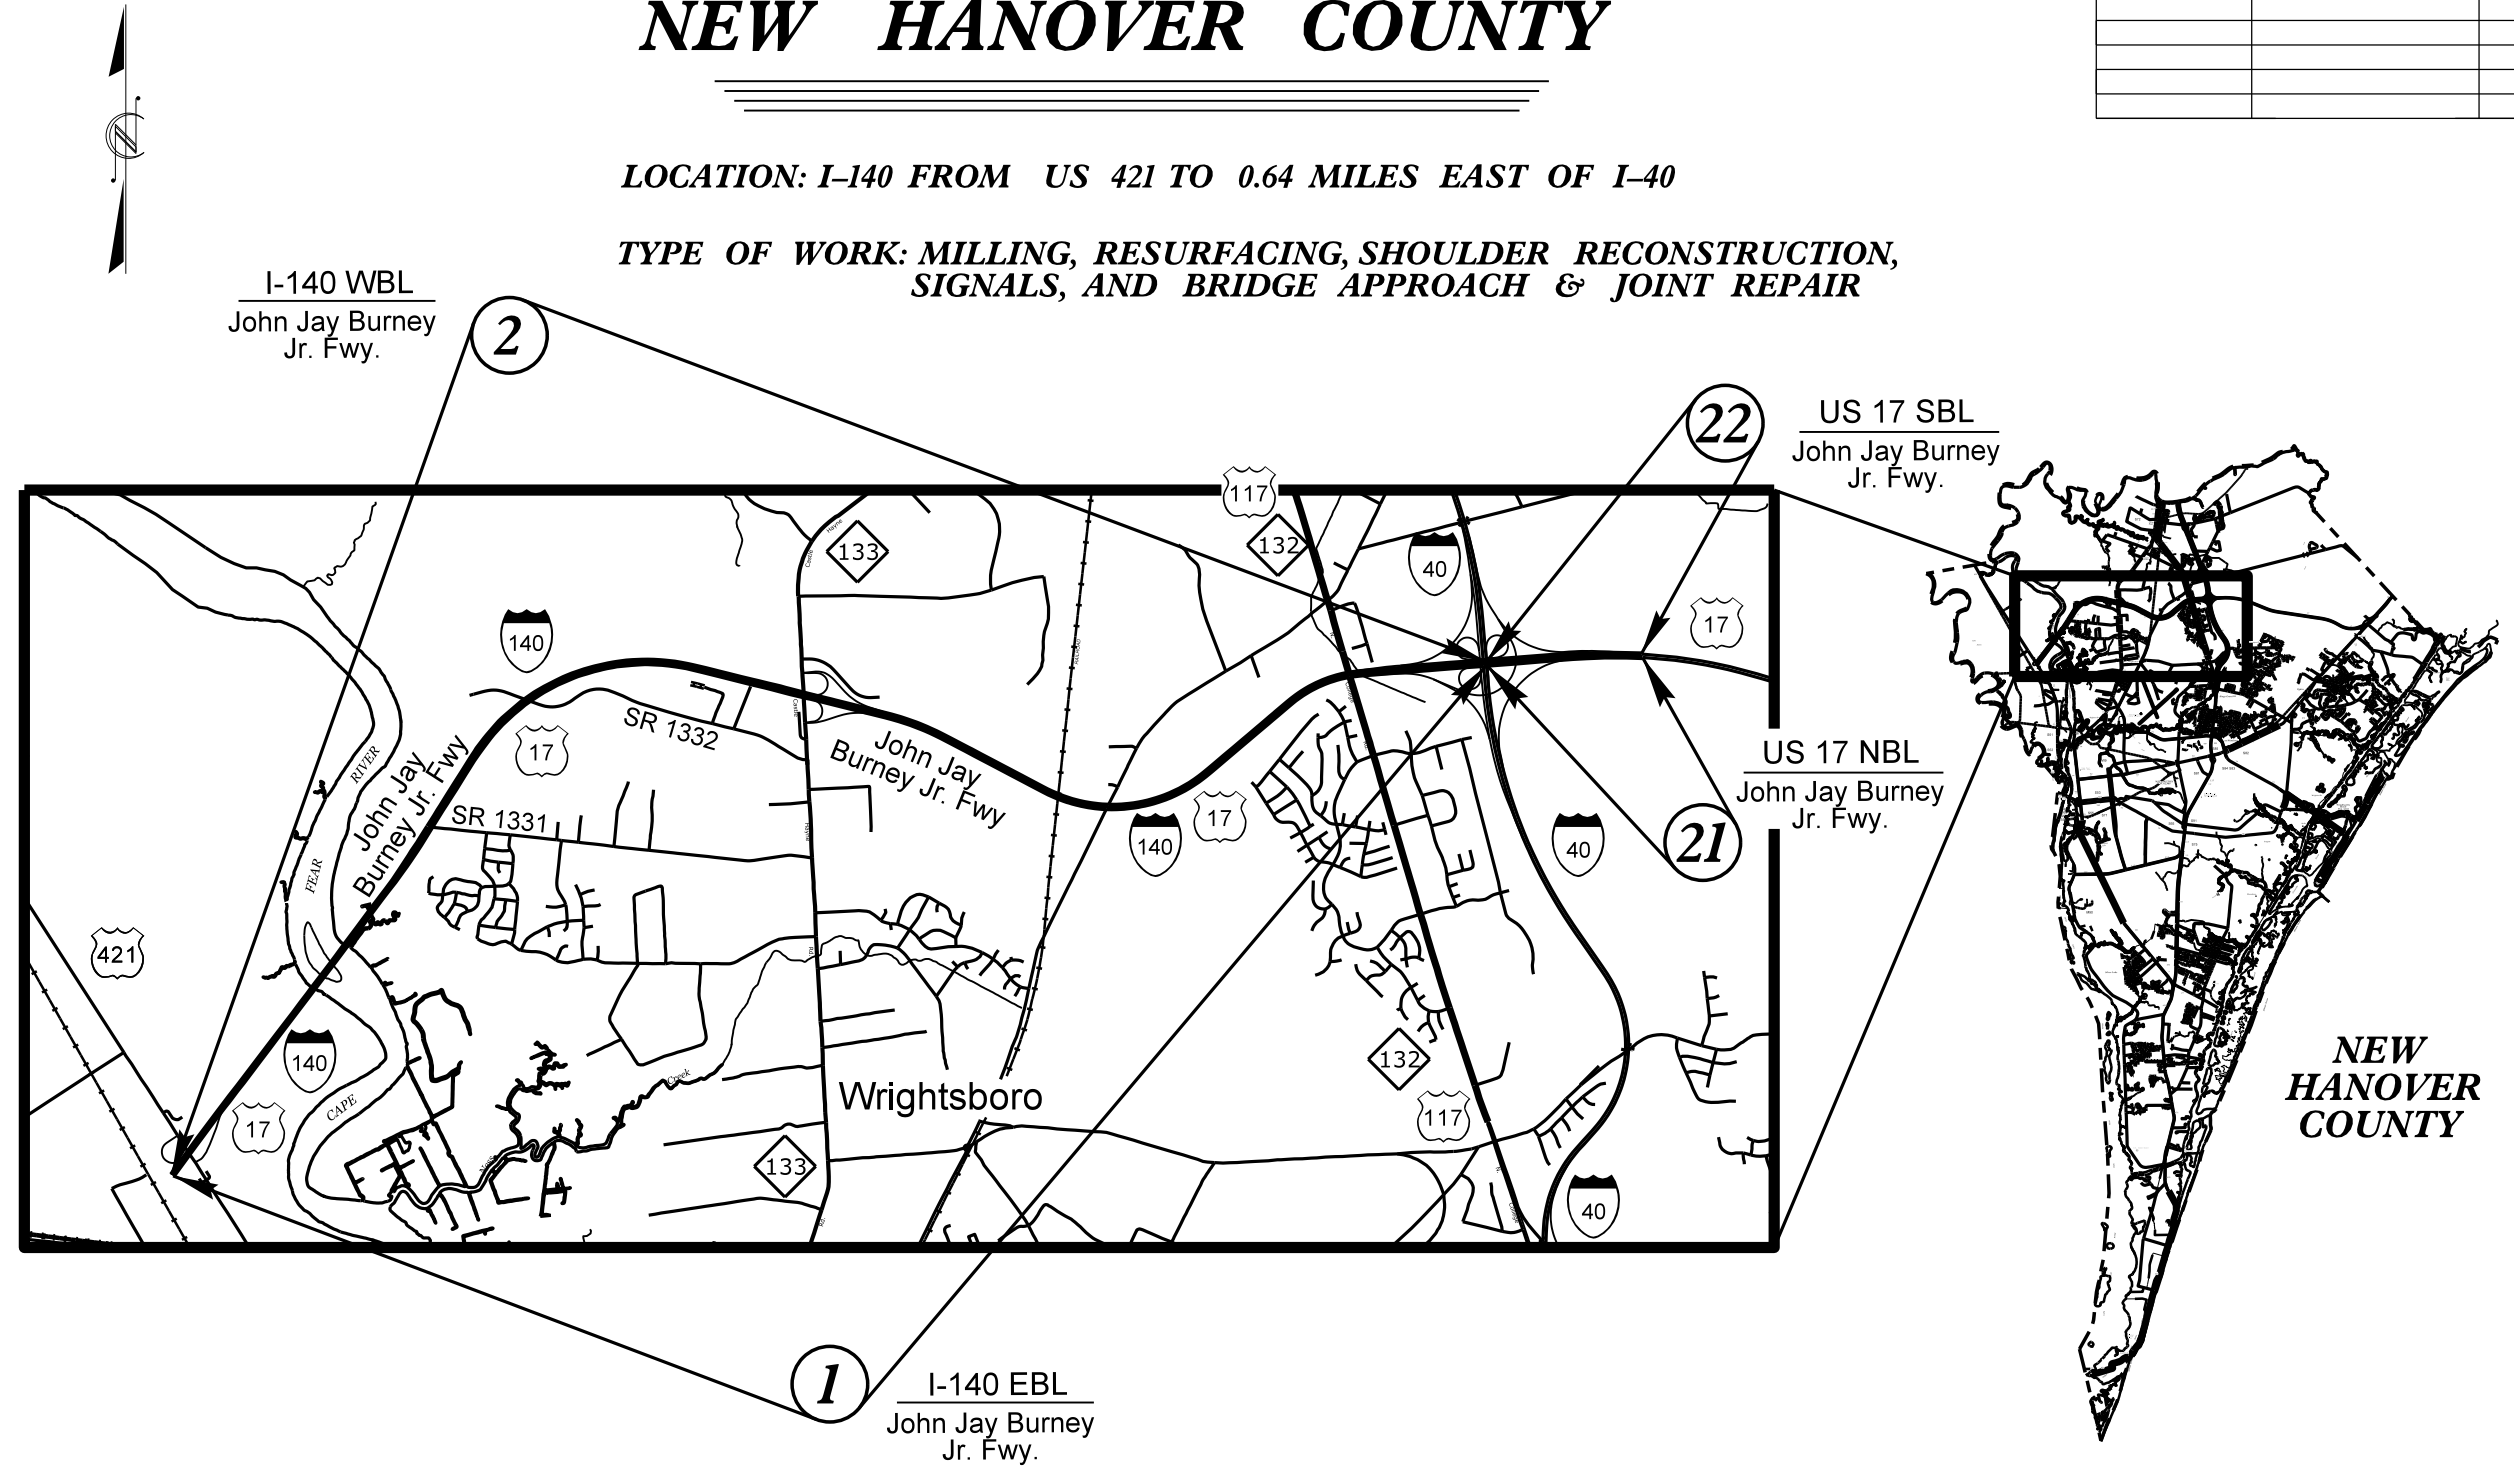 NEW HANOVER COUNTY
LOCATION: I-140 FROM US 421 TO 0.64 MILES EAST OF I-40
TYPE OF WORK: MILLING, RESURFACING, SHOULDER RECONSTRUCTION,
SIGNALS, AND BRIDGE APPROACH & JOINT REPAIR
N
I-140 WBL
John Jay Burney
Jr. Fwy.
2
22
US 17 SBL
John Jay Burney
Jr. Fwy.
117
132
133
Castle
Hayne
40
140
17
17
SR 1332
RIVER
John Jay
Burney Jr. Fwy
John Jay
Burney Jr. Fwy
US 17 NBL
John Jay Burney
Jr. Fwy.
SR 1331
17
140
40
21
FEAR
421
140
132
CAPE
17
Creek
Wrightsboro
117
133
40
NEW
HANOVER
COUNTY
1
I-140 EBL
John Jay Burney
Jr. Fwy.